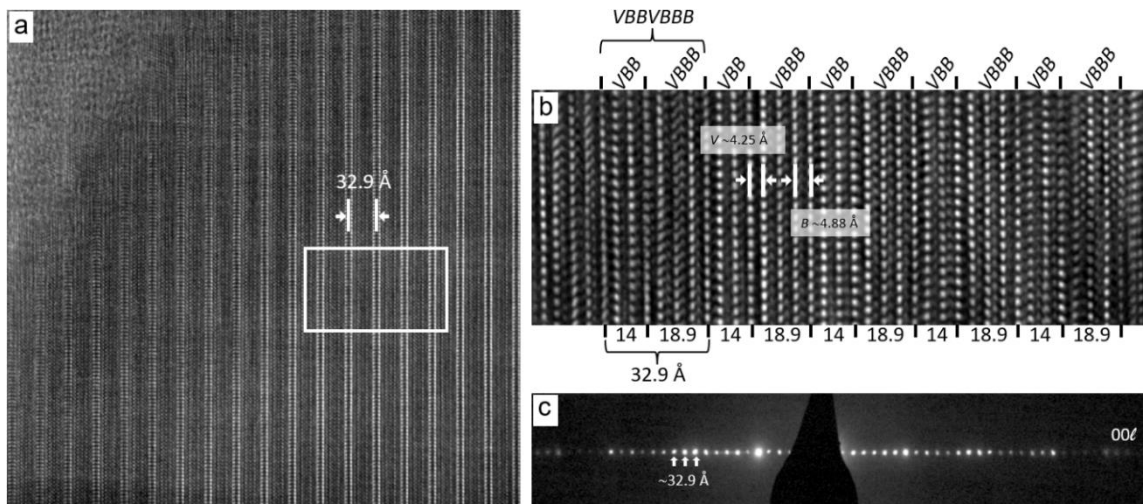 a
32.9 Å
VBBVBBB
VBB VBBB VBB VBBB VBB VBBB VBB VBBB VBB VBBB
b
V ~4.25 Å
B ~4.88 Å
14 18.9 14 18.9 14 18.9 14 18.9 14 18.9
32.9 Å
c
00ℓ
~32.9 Å